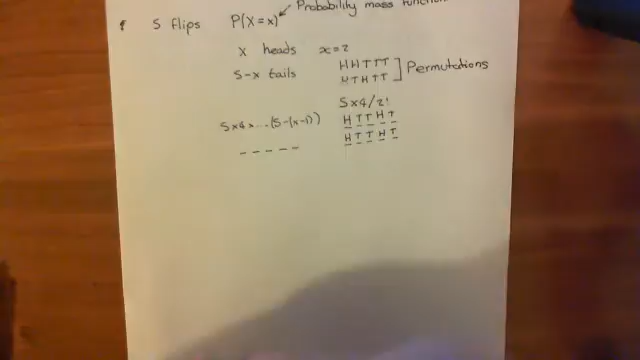 Probability mass function
5 flips P(X=x)
X heads x=2
5-x tails HHTTT
HTHTT ] Permutations
5x4/2!
5x4x...(5-(x-1)) HTTHT
HTTHT